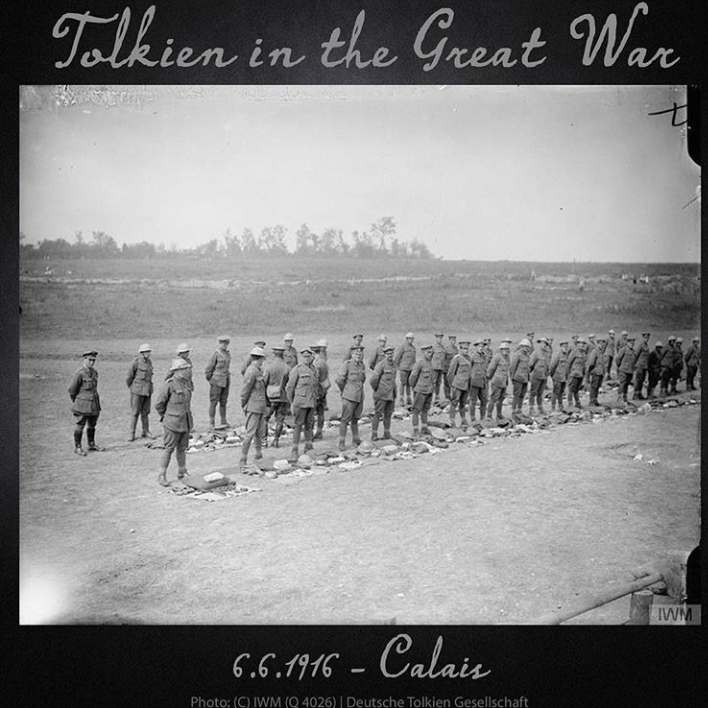 Tolkien in the Great War
IWM
6.6.1916 - Calais
Photo: (C) IWM (Q 4026) | Deutsche Tolkien Gesellschaft